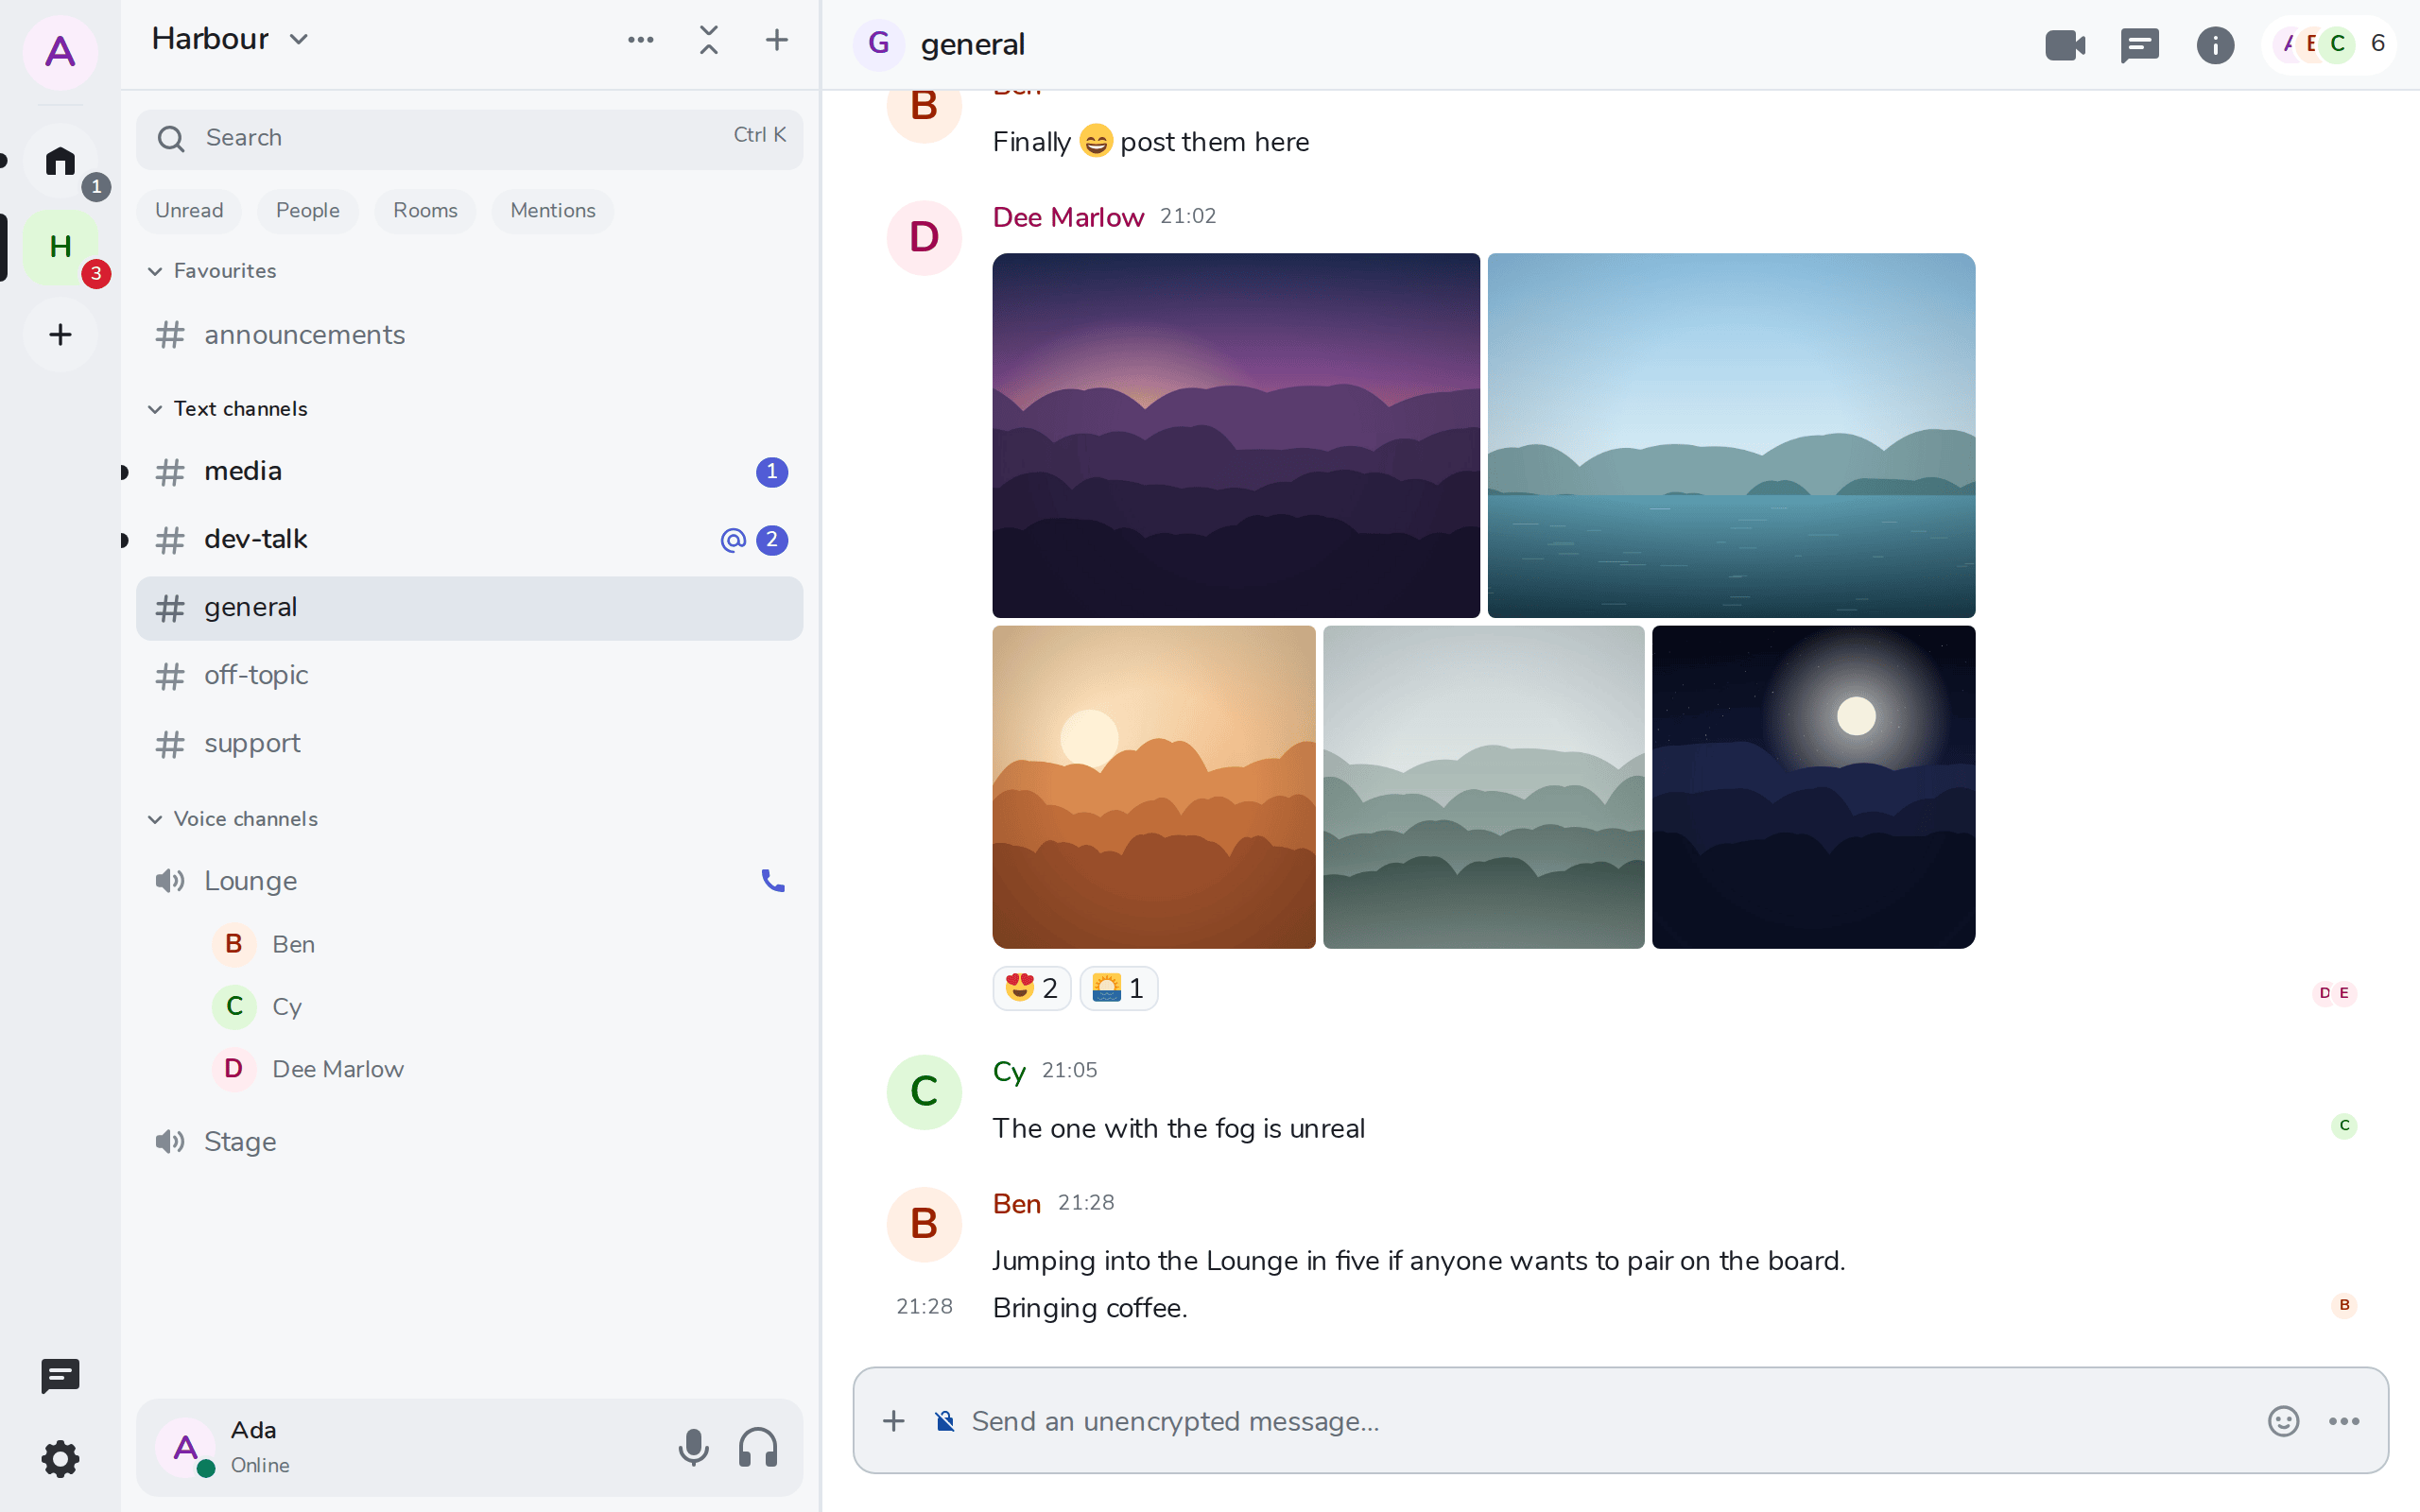 A
1
H
3
Harbour
Search
Ctrl K
Unread
People
Rooms
Mentions
Favourites
announcements
Text channels
media
1
dev-talk
2
general
off-topic
support
Voice channels
Lounge
B Ben
C Cy
D Dee Marlow
Stage
A
Ada
Online
G general
A
C
6
B
Ben
Finally 😄 post them here
D
Dee Marlow 21:02
😍 2
🌅 1
D E
C
Cy 21:05
The one with the fog is unreal
C
B
Ben 21:28
Jumping into the Lounge in five if anyone wants to pair on the board.
21:28 Bringing coffee.
B
Send an unencrypted message...